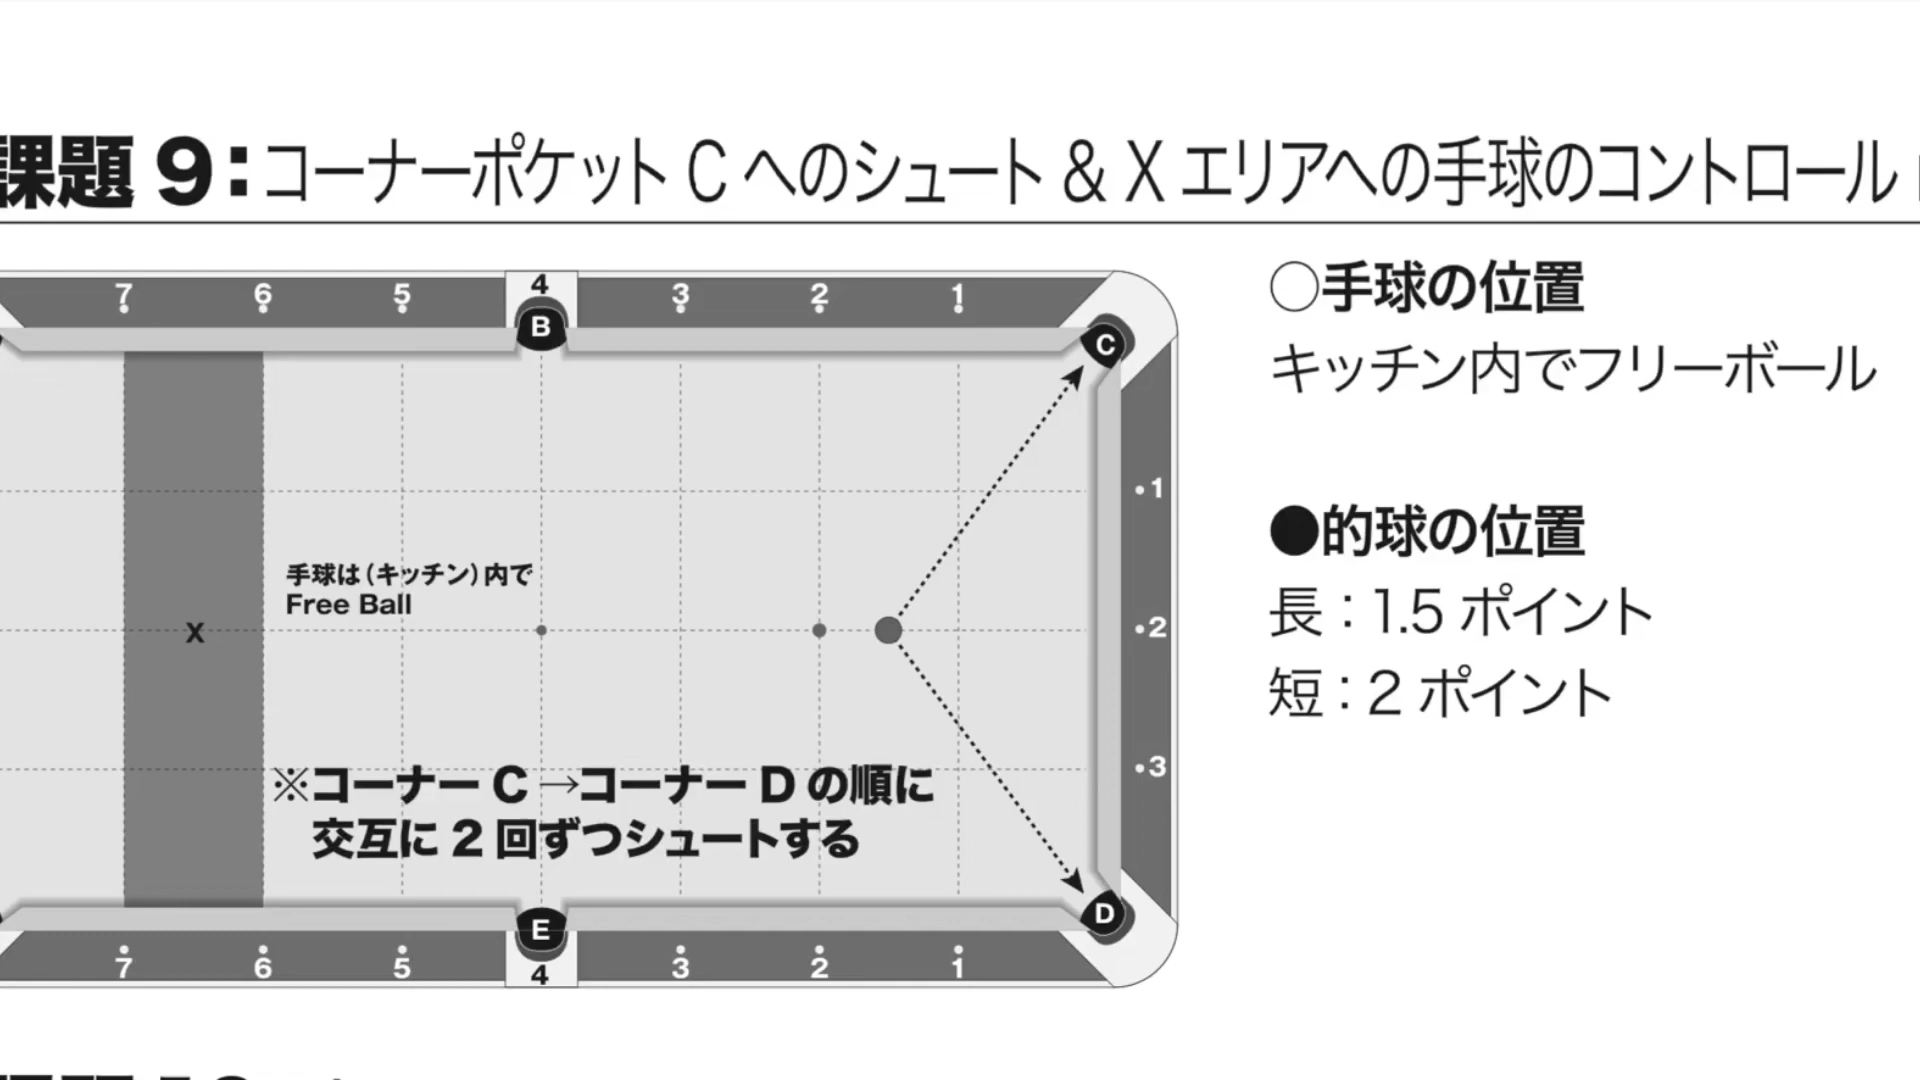 課題 9：コーナーポケット C へのシュート & X エリアへの手球のコントロール
7 6 5 4 3 2 1
B
C
○手球の位置
キッチン内でフリーボール
1
●的球の位置
長：1.5 ポイント
短：2 ポイント
手球は（キッチン）内で
Free Ball
X
2
3
※コーナー C →コーナー D の順に
交互に 2 回ずつシュートする
E
D
7 6 5 4 3 2 1